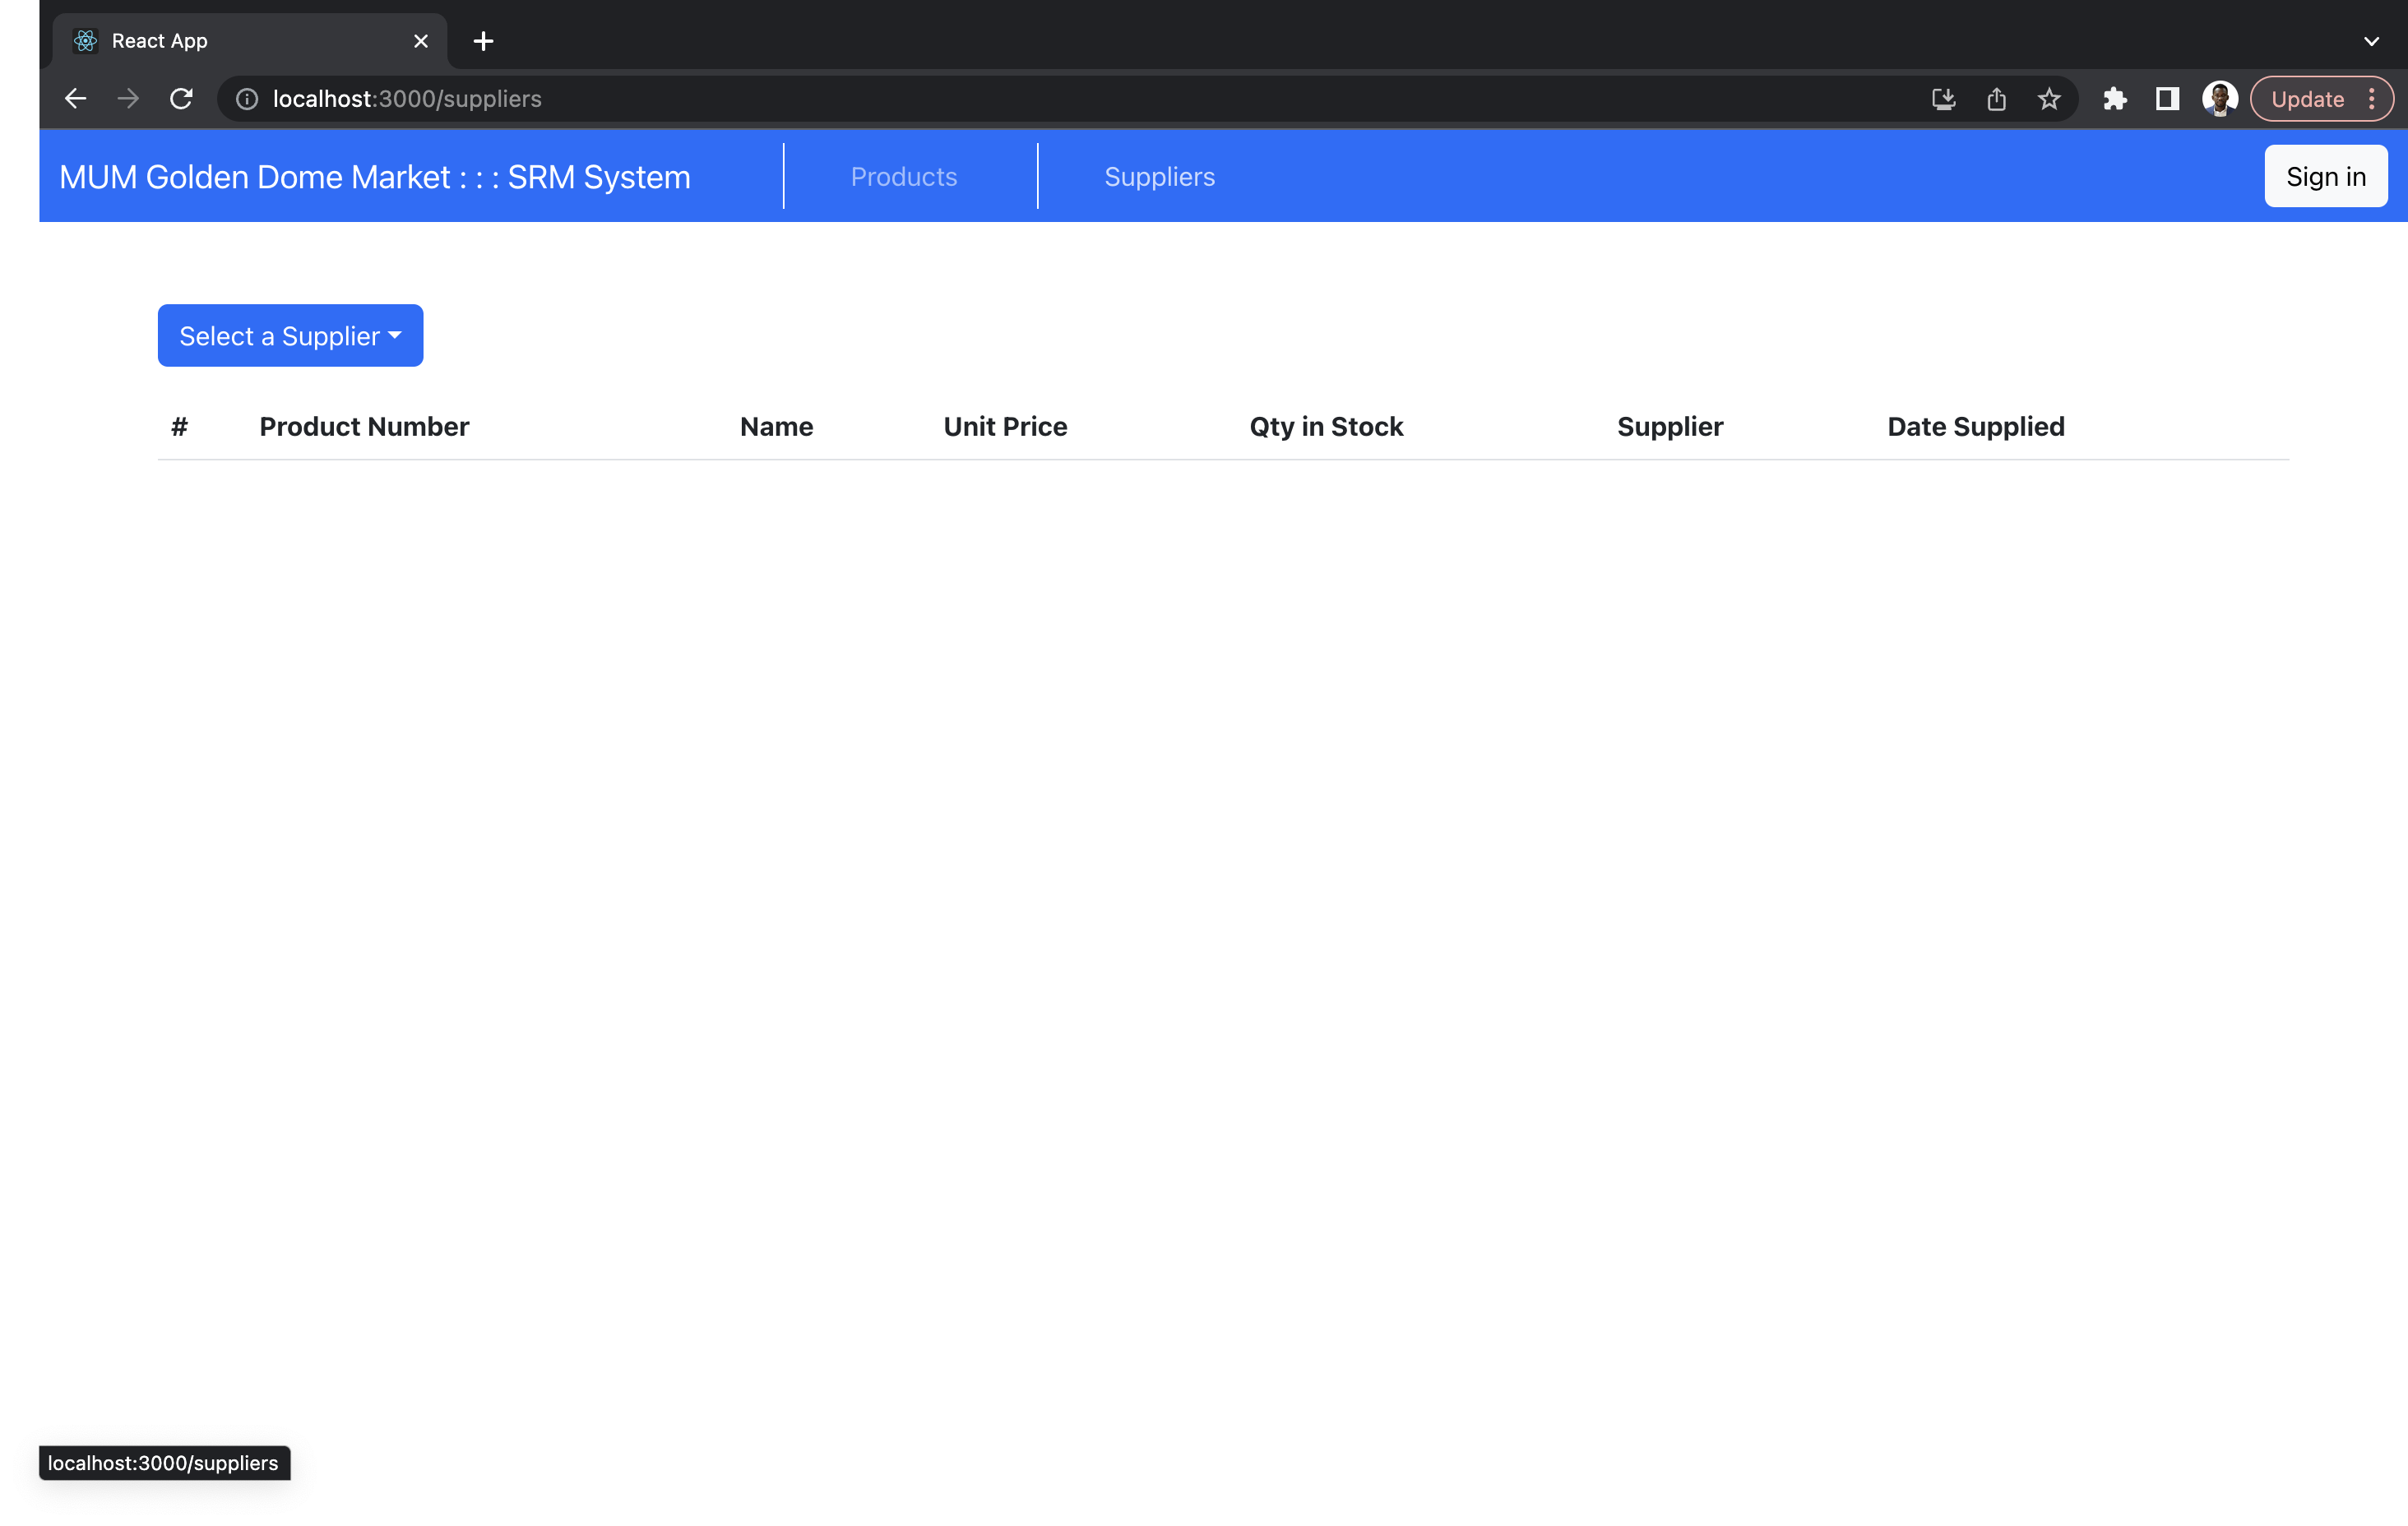 React App
localhost:3000/suppliers
Update
MUM Golden Dome Market : : : SRM System
Products
Suppliers
Sign in
Select a Supplier
# Product Number Name Unit Price Qty in Stock Supplier Date Supplied
localhost:3000/suppliers